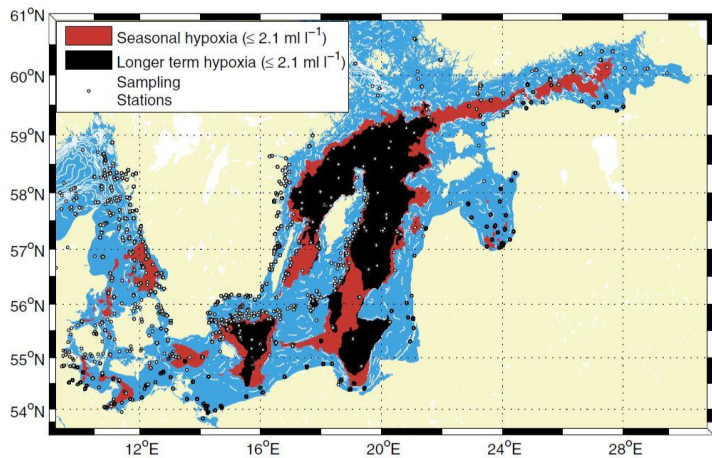 61°N
60°N
59°N
58°N
57°N
56°N
55°N
54°N
Seasonal hypoxia (≤ 2.1 ml l⁻¹)
Longer term hypoxia (≤ 2.1 ml l⁻¹)
Sampling
Stations
12°E 16°E 20°E 24°E 28°E